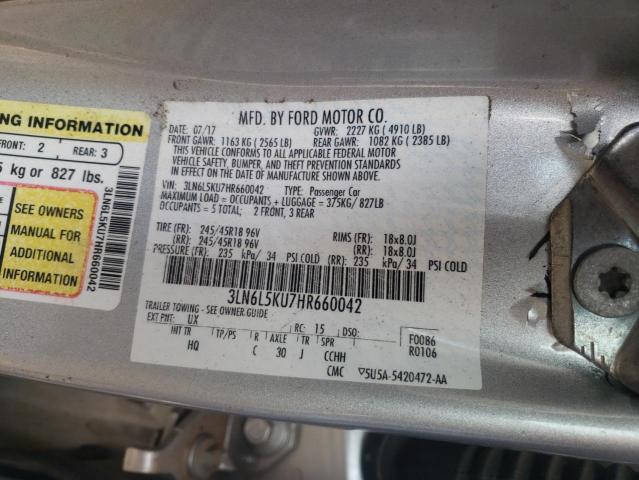 NG INFORMATION
FRONT: 2
REAR: 3
5 kg or 827 lbs.
SEE OWNERS
MANUAL FOR
ADDITIONAL
INFORMATION
3LN6L5KU7HR660042
MFD. BY FORD MOTOR CO.
DATE: 07/17 GVWR: 2227 KG ( 4910 LB)
FRONT GAWR: 1163 KG ( 2565 LB) REAR GAWR: 1082 KG ( 2385 LB)
THIS VEHICLE CONFORMS TO ALL APPLICABLE FEDERAL MOTOR
VEHICLE SAFETY, BUMPER, AND THEFT PREVENTION STANDARDS
IN EFFECT ON THE DATE OF MANUFACTURE SHOWN ABOVE.
VIN: 3LN6L5KU7HR660042 TYPE: Passenger Car
MAXIMUM LOAD = OCCUPANTS + LUGGAGE = 375KG/ 827LB
OCCUPANTS = 5 TOTAL; 2 FRONT, 3 REAR
TIRE (FR): 245/45R18 96V RIMS (FR): 18x8.0J
(RR): 245/45R18 96V (RR): 18x8.0J
PRESSURE (FR): 235 kPa/ 34 PSI COLD (RR): 235 kPa/ 34 PSI COLD
3LN6L5KU7HR660042
TRAILER TOWING - SEE OWNER GUIDE
EXT PNT: UX RC: 15 DSO:
INT TR TP/PS R AXLE TR SPR
HQ C 30 J CCHH
F0086
R0106
CMC ▽5U5A-5420472-AA